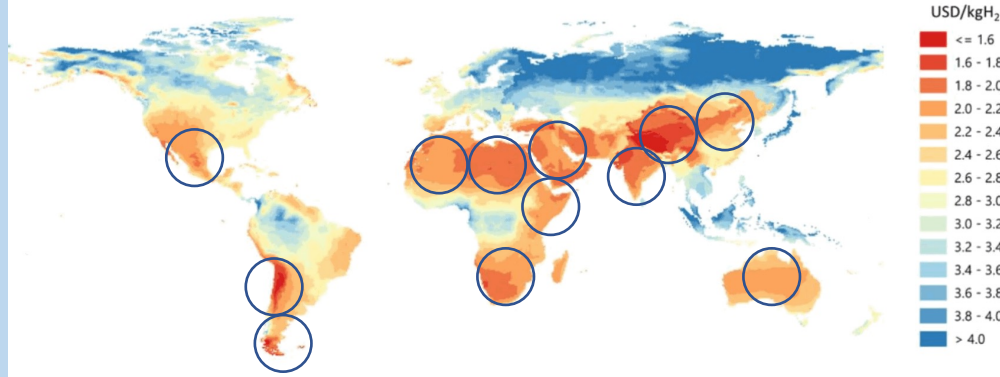 USD/kgH₂
<= 1.6
1.6 - 1.8
1.8 - 2.0
2.0 - 2.2
2.2 - 2.4
2.4 - 2.6
2.6 - 2.8
2.8 - 3.0
3.0 - 3.2
3.2 - 3.4
3.4 - 3.6
3.6 - 3.8
3.8 - 4.0
> 4.0